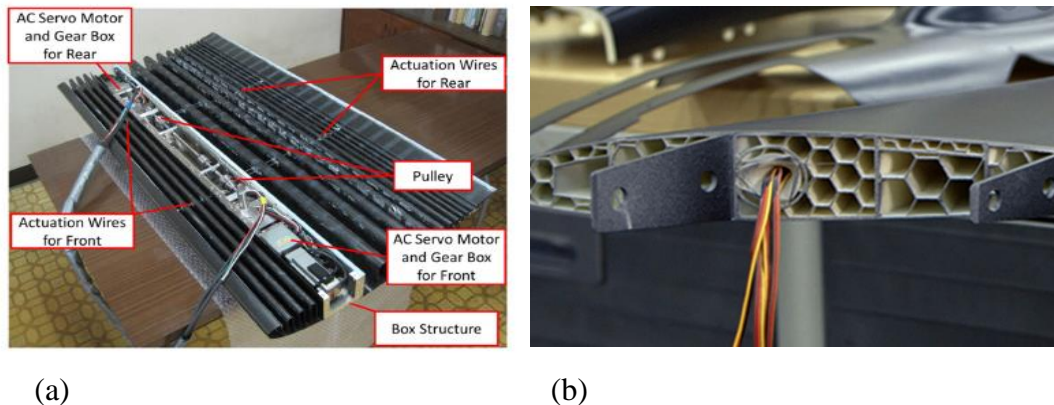 AC Servo Motor
and Gear Box
for Rear
Actuation Wires
for Rear
Pulley
Actuation Wires
for Front
AC Servo Motor
and Gear Box
for Front
Box Structure
(a)
(b)